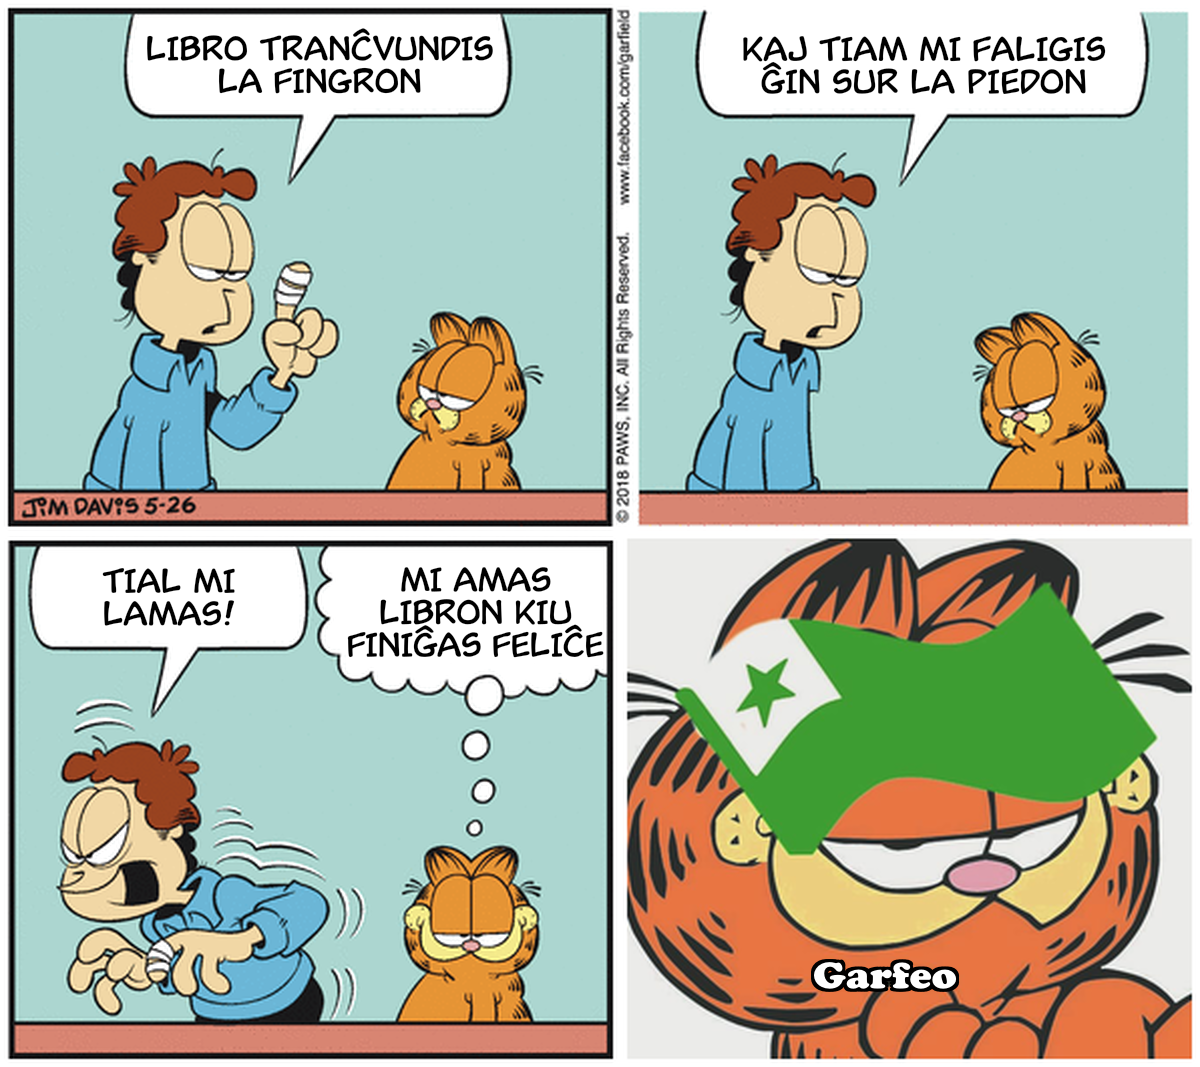 LIBRO TRANĈVUNDIS
LA FINGRON
KAJ TIAM MI FALIGIS
ĜIN SUR LA PIEDON
JIM DAVIS 5-26
© 2018 PAWS, INC. All Rights Reserved. www.facebook.com/garfield
TIAL MI
LAMAS!
MI AMAS
LIBRON KIU
FINIĜAS FELIĈE
Garfeo